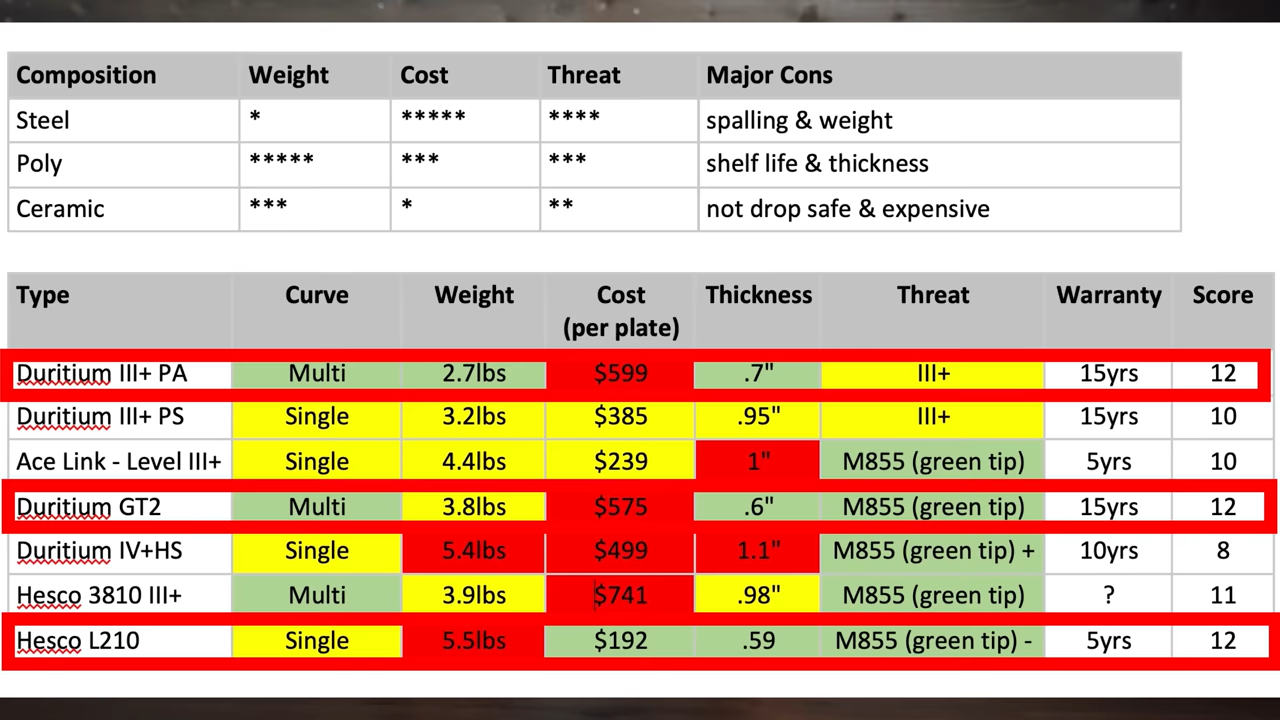 Composition Weight Cost Threat Major Cons
Steel * ***** **** spalling & weight
Poly ***** *** *** shelf life & thickness
Ceramic *** * ** not drop safe & expensive
Type Curve Weight Cost (per plate) Thickness Threat Warranty Score
Duritium III+ PA Multi 2.7lbs $599 .7" III+ 15yrs 12
Duritium III+ PS Single 3.2lbs $385 .95" III+ 15yrs 10
Ace Link - Level III+ Single 4.4lbs $239 1" M855 (green tip) 5yrs 10
Duritium GT2 Multi 3.8lbs $575 .6" M855 (green tip) 15yrs 12
Duritium IV+HS Single 5.4lbs $499 1.1" M855 (green tip) + 10yrs 8
Hesco 3810 III+ Multi 3.9lbs $741 .98" M855 (green tip) ? 11
Hesco L210 Single 5.5lbs $192 .59 M855 (green tip) - 5yrs 12